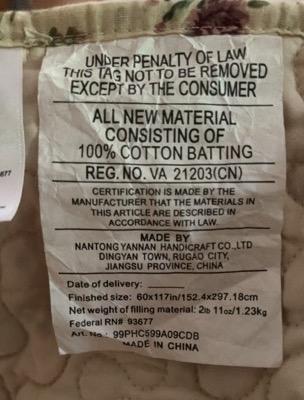 UNDER PENALTY OF LAW
THIS TAG NOT TO BE REMOVED
EXCEPT BY THE CONSUMER
ALL NEW MATERIAL
CONSISTING OF
100% COTTON BATTING
REG. NO. VA 21203(CN)
CERTIFICATION IS MADE BY THE
MANUFACTURER THAT THE MATERIALS IN
THIS ARTICLE ARE DESCRIBED IN
ACCORDANCE WITH LAW.
MADE BY
NANTONG YANNAN HANDICRAFT CO.,LTD
DINGYAN TOWN, RUGAO CITY,
JIANGSU PROVINCE, CHINA
Date of delivery:
Finished size: 60x117in/152.4x297.18cm
Net weight of filling material: 2lb 11oz/1.23kg
Federal RN# 93677
Art. No.: 99PHC599A09CDB
MADE IN CHINA
677